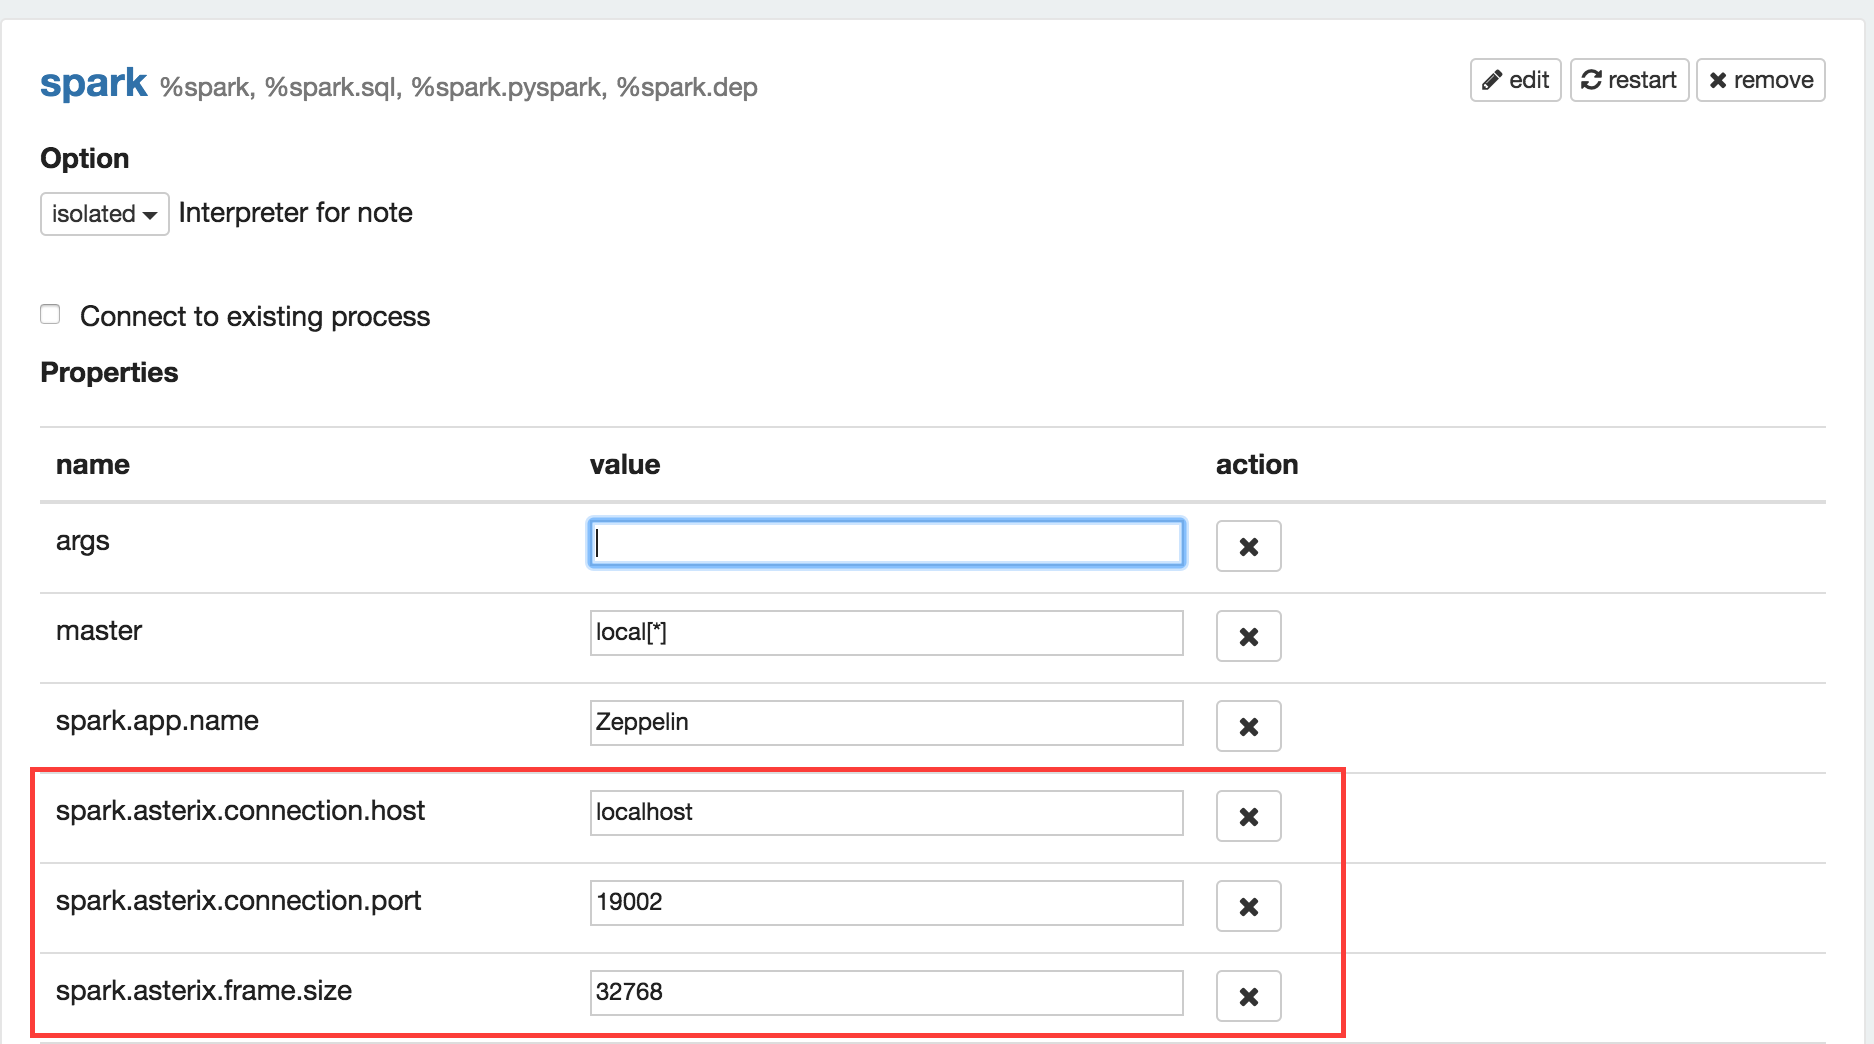 spark %spark, %spark.sql, %spark.pyspark, %spark.dep edit restart remove
Option
isolated Interpreter for note
Connect to existing process
Properties
name value action
args
master local[*]
spark.app.name Zeppelin
spark.asterix.connection.host localhost
spark.asterix.connection.port 19002
spark.asterix.frame.size 32768